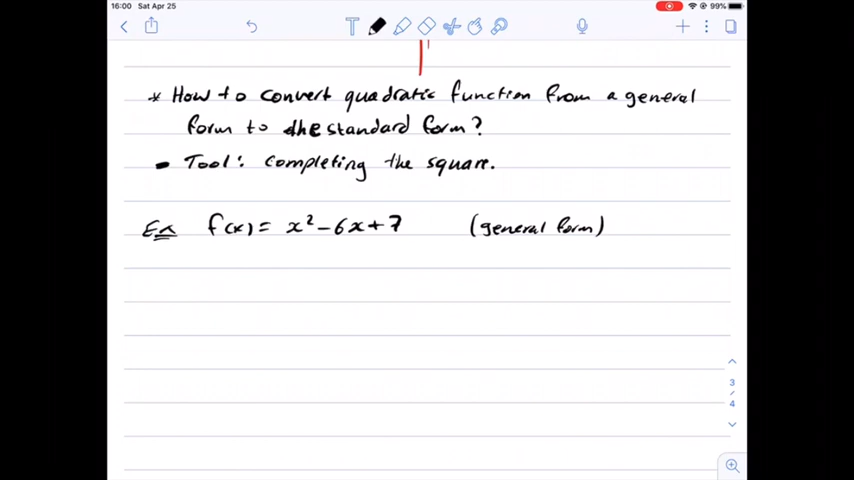 16:00 Sat Apr 25 99%
* How to convert quadratic function from a general
form to the standard form?
- Tool: completing the square.
Ex f(x) = x² - 6x + 7 (general form)
3
4